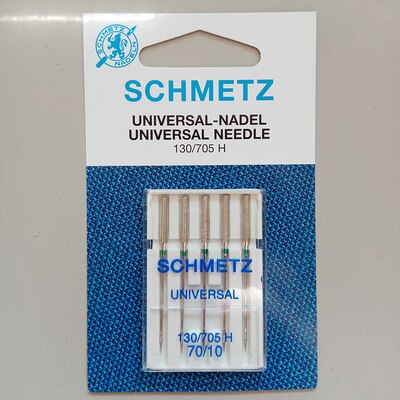 SCHMETZ
UNIVERSAL-NADEL
UNIVERSAL NEEDLE
130/705 H
SCHMETZ
UNIVERSAL
130/705 H
70/10